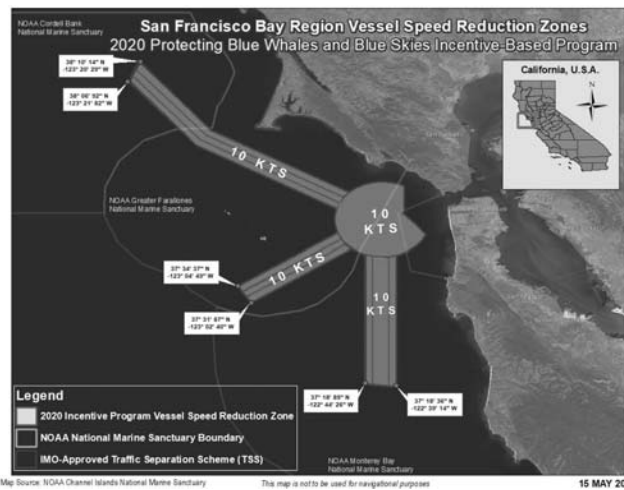 San Francisco Bay Region Vessel Speed Reduction Zones
2020 Protecting Blue Whales and Blue Skies Incentive-Based Program
NOAA Cordell Bank
National Marine Sanctuary
California, U.S.A.
N
10 KTS
NOAA Greater Farallones
National Marine Sanctuary
10
KTS
10 KTS
10
KTS
37° 34' 37" N
Legend
2020 Incentive Program Vessel Speed Reduction Zone
NOAA National Marine Sanctuary Boundary
IMO-Approved Traffic Separation Scheme (TSS)
NOAA Monterey Bay
National Marine Sanctuary
Map Source: NOAA Channel Islands National Marine Sanctuary
This map is not to be used for navigational purposes
15 MAY 20